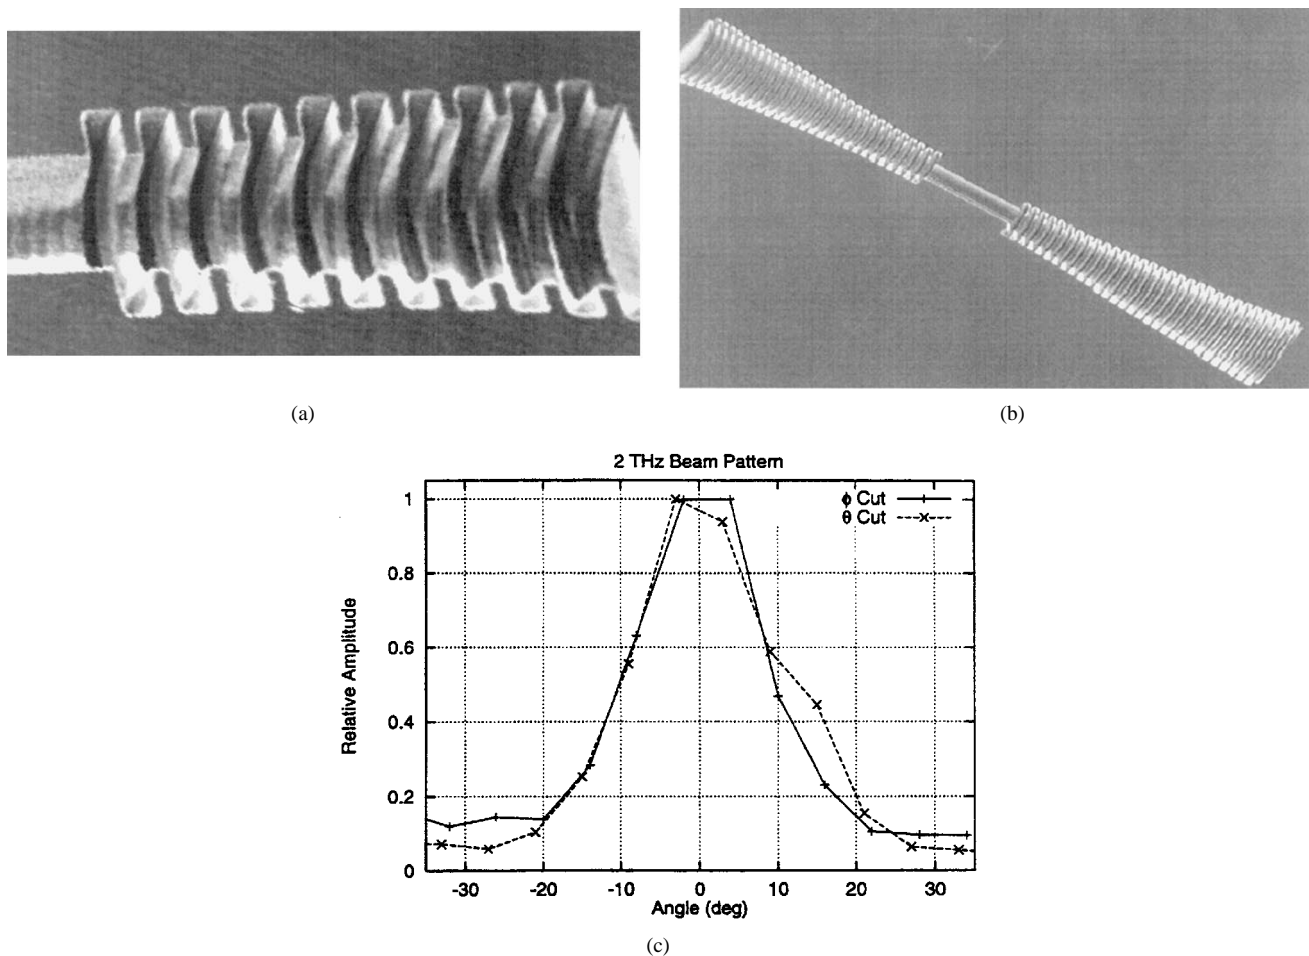 (a)
(b)
2 THz Beam Pattern
ϕ Cut
θ Cut
1
0.8
0.6
0.4
0.2
0
Relative Amplitude
-30 -20 -10 0 10 20 30
Angle (deg)
(c)